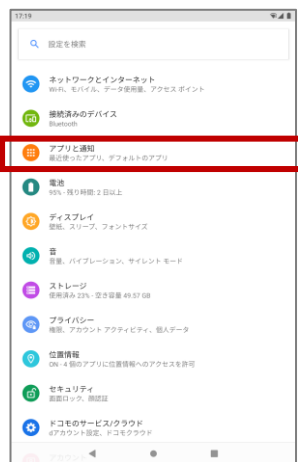 17:19
設定を検索
ネットワークとインターネット
Wi-Fi、モバイル、データ使用量、アクセス ポイント
接続済みのデバイス
Bluetooth
アプリと通知
最近使ったアプリ、デフォルトのアプリ
電池
95% - 残り時間: 2 日以上
ディスプレイ
壁紙、スリープ、フォントサイズ
音
音量、バイブレーション、サイレント モード
ストレージ
使用済み 23% - 空き容量 49.57 GB
プライバシー
権限、アカウント アクティビティ、個人データ
位置情報
ON - 4 個のアプリに位置情報へのアクセスを許可
セキュリティ
画面ロック、顔認証
ドコモのサービス/クラウド
dアカウント設定、ドコモクラウド
アカウント